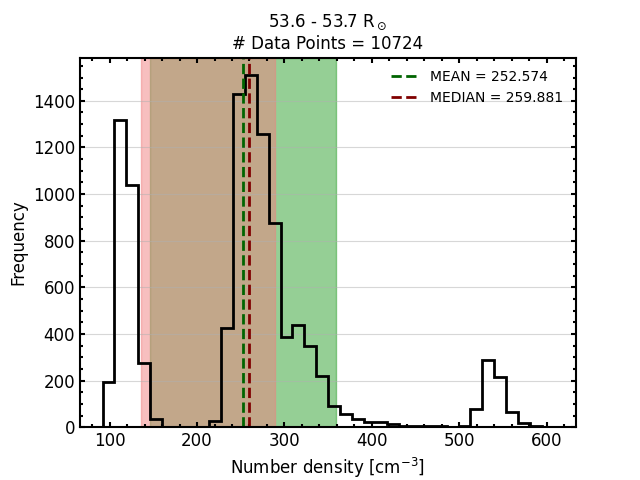 53.6 - 53.7 R⊙
# Data Points = 10724
MEAN = 252.574
MEDIAN = 259.881
Frequency
1400
1200
1000
800
600
400
200
0
100 200 300 400 500 600
Number density [cm⁻³]